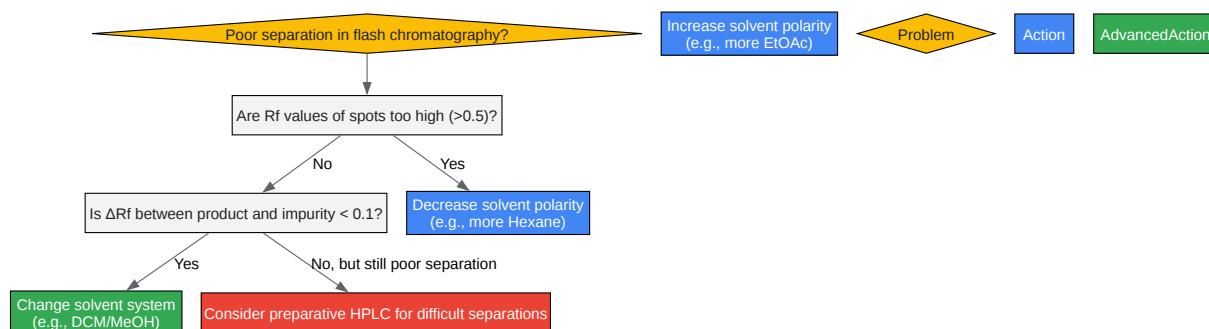 Poor separation in flash chromatography?
Increase solvent polarity
(e.g., more EtOAc)
Problem
Action
AdvancedAction
Are Rf values of spots too high (>0.5)?
No
Yes
Is ΔRf between product and impurity < 0.1?
Decrease solvent polarity
(e.g., more Hexane)
Yes
No, but still poor separation
Change solvent system
(e.g., DCM/MeOH)
Consider preparative HPLC for difficult separations